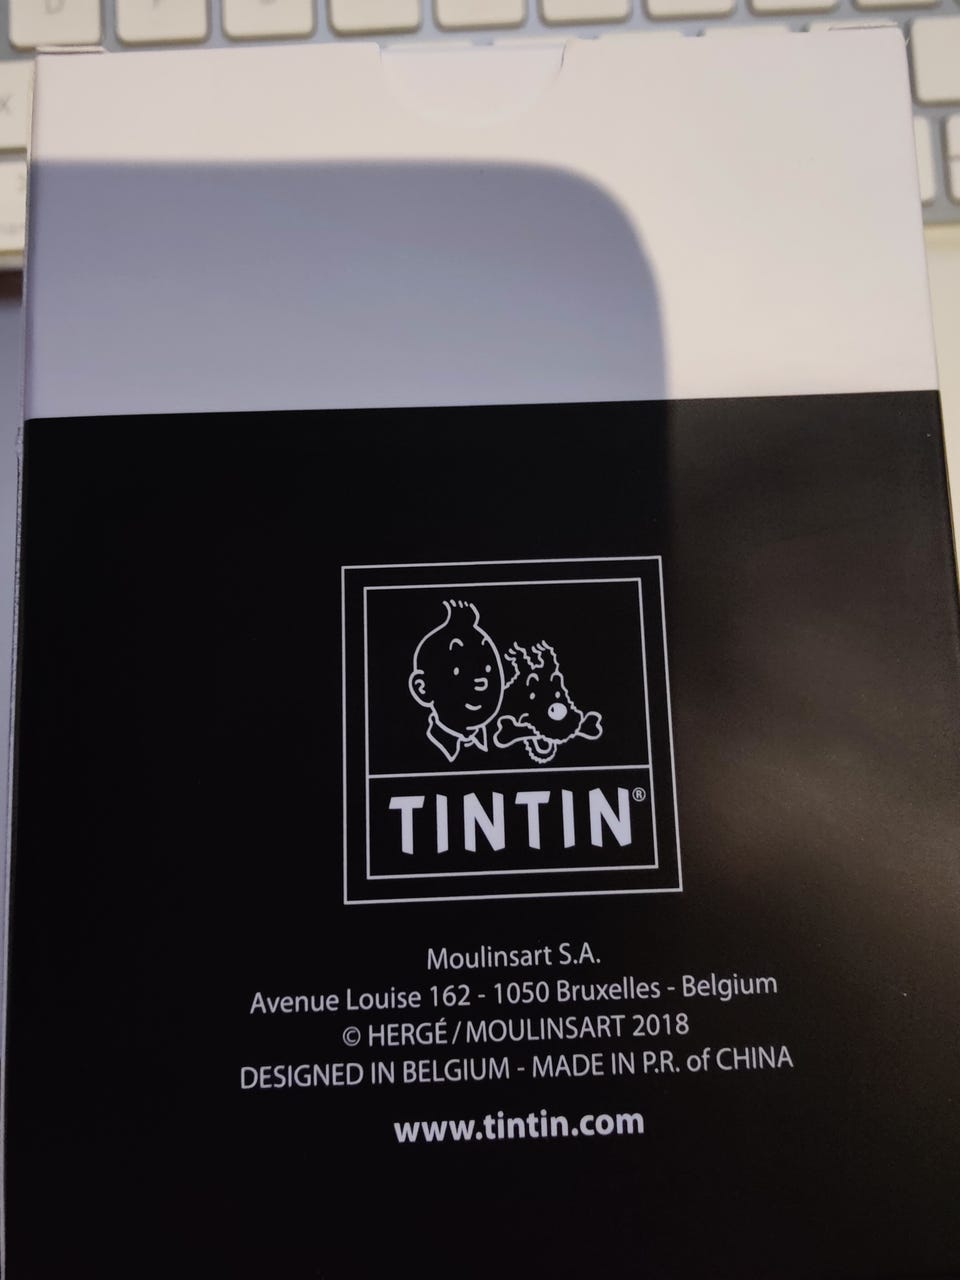 TINTIN®
Moulinsart S.A.
Avenue Louise 162 - 1050 Bruxelles - Belgium
© HERGÉ / MOULINSART 2018
DESIGNED IN BELGIUM - MADE IN P.R. of CHINA
www.tintin.com